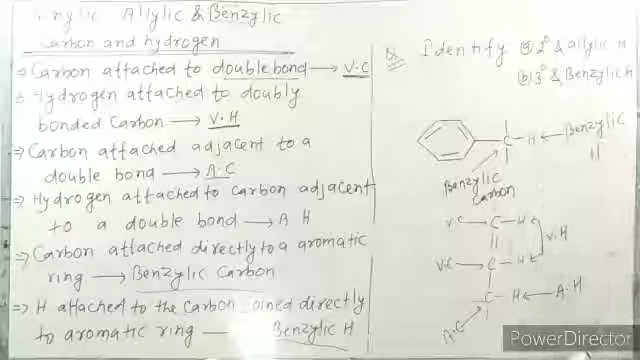 Allylic & Benzylic
Carbon and hydrogen
⇒ Carbon attached to double bond → V.C
⇒ Hydrogen attached to doubly
bonded Carbon → V.H
⇒ Carbon attached adjacent to a
double bond → A.C
⇒ Hydrogen attached to Carbon adjacent
to a double bond → A H
⇒ Carbon attached directly to a aromatic
ring → Benzylic Carbon
⇒ H attached to the Carbon joined directly
to aromatic ring — Benzylic H
Q. Identify (a) 2° & allylic H
(b) 3° & Benzylic H
C - H ← Benzylic
H
Benzylic
carbon
V.C - C - H
V.H
V.C - C - H
C - H ← A.H
A.C
PowerDirector